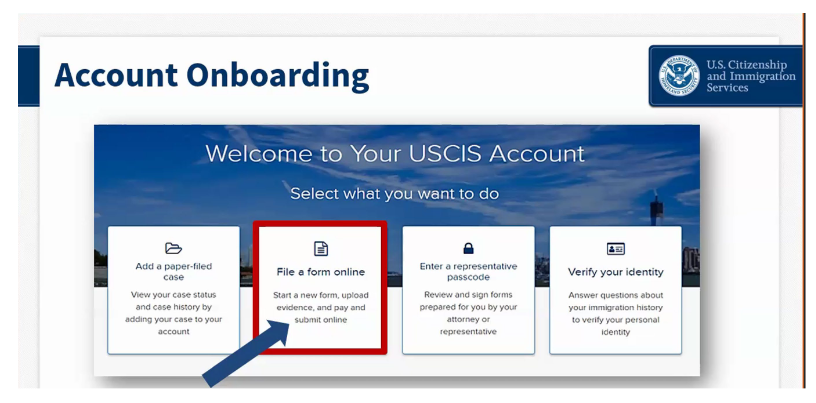 Account Onboarding
U.S. Citizenship
and Immigration
Services
Welcome to Your USCIS Account
Select what you want to do
Add a paper-filed
case
View your case status
and case history by
adding your case to your
account
File a form online
Start a new form, upload
evidence, and pay and
submit online
Enter a representative
passcode
Review and sign forms
prepared for you by your
attorney or
representative
Verify your identity
Answer questions about
your immigration history
to verify your personal
identity